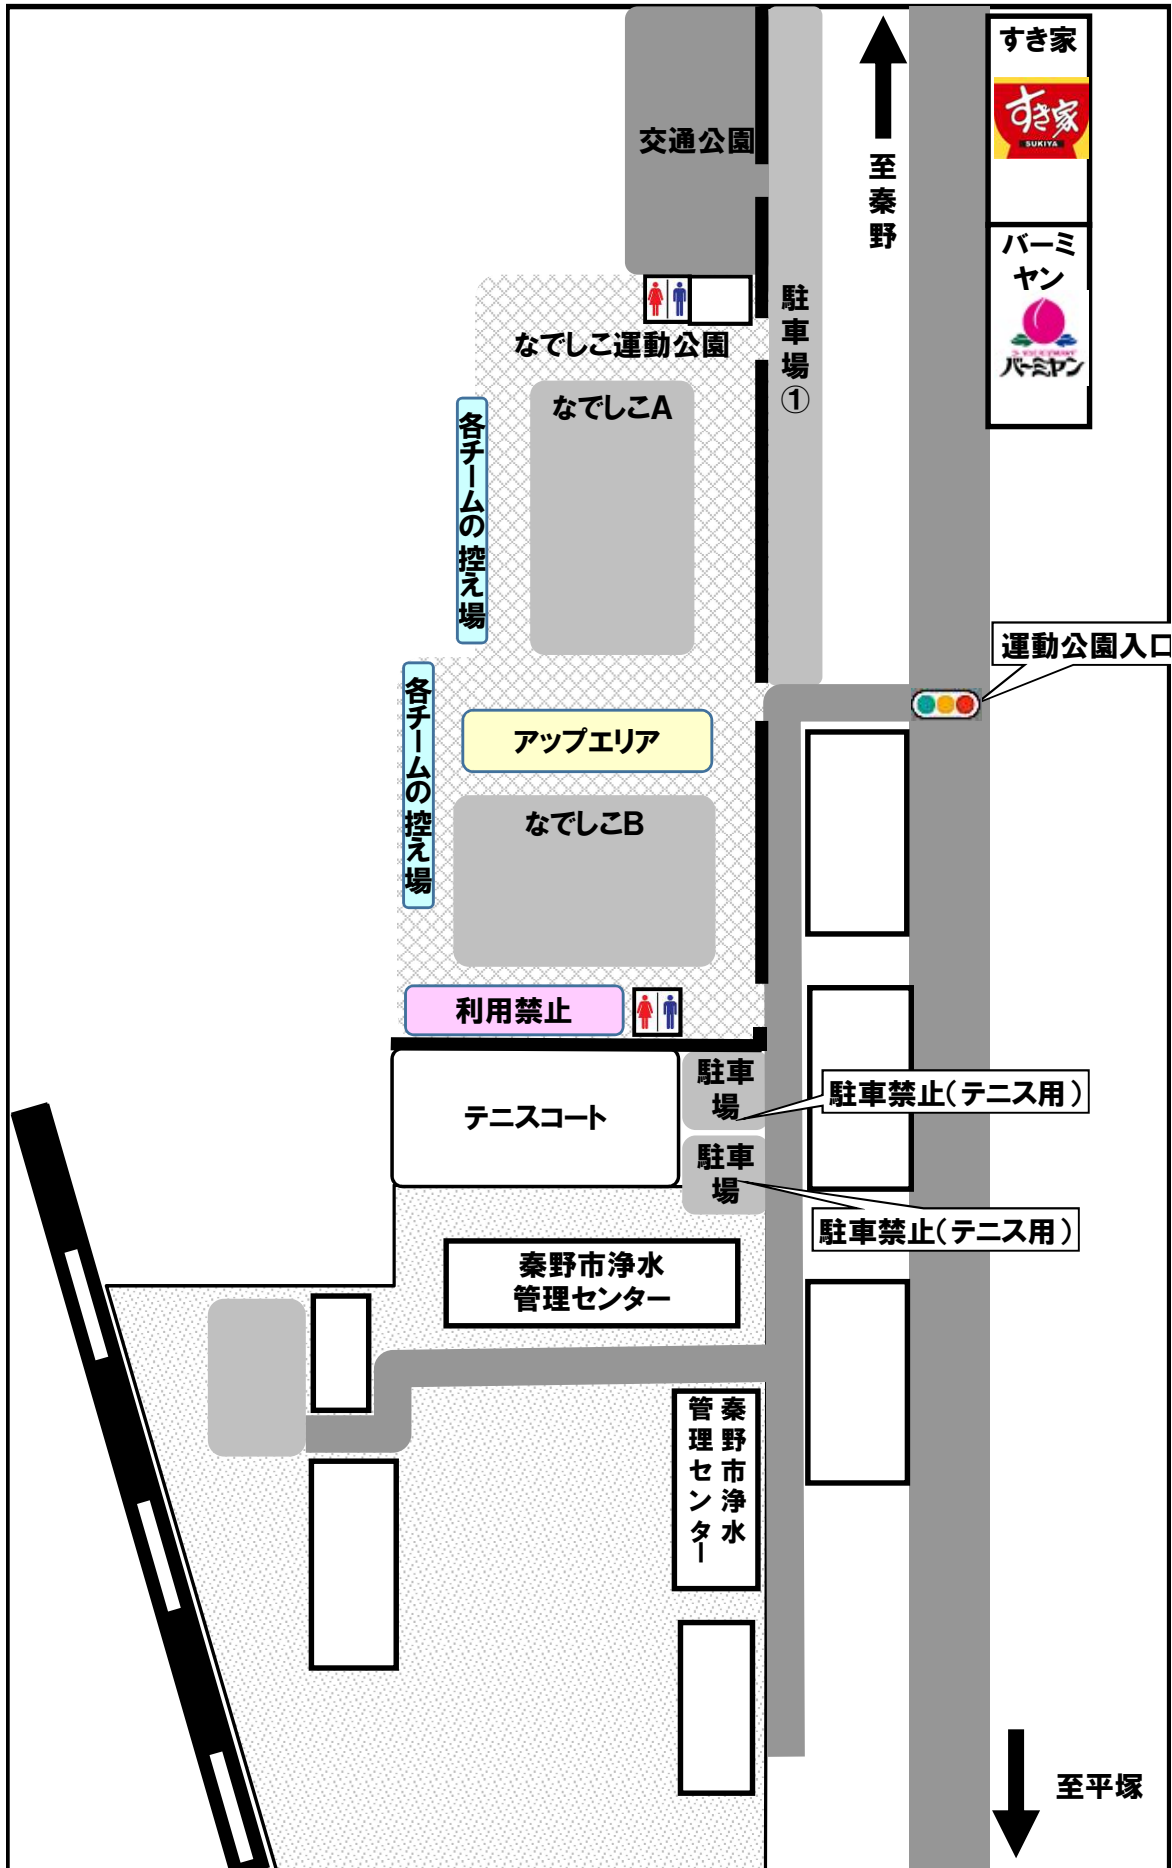 すき家
すき家
SUKIYA
交通公園
至秦野
バーミ
ヤン
バーミヤン
駐車場①
なでしこ運動公園
なでしこA
各チームの控え場
運動公園入口
各チームの控え場
アップエリア
なでしこB
利用禁止
駐車
場
駐車禁止(テニス用)
テニスコート
駐車
場
駐車禁止(テニス用)
秦野市浄水
管理センター
秦野市浄水
管理センター
至平塚